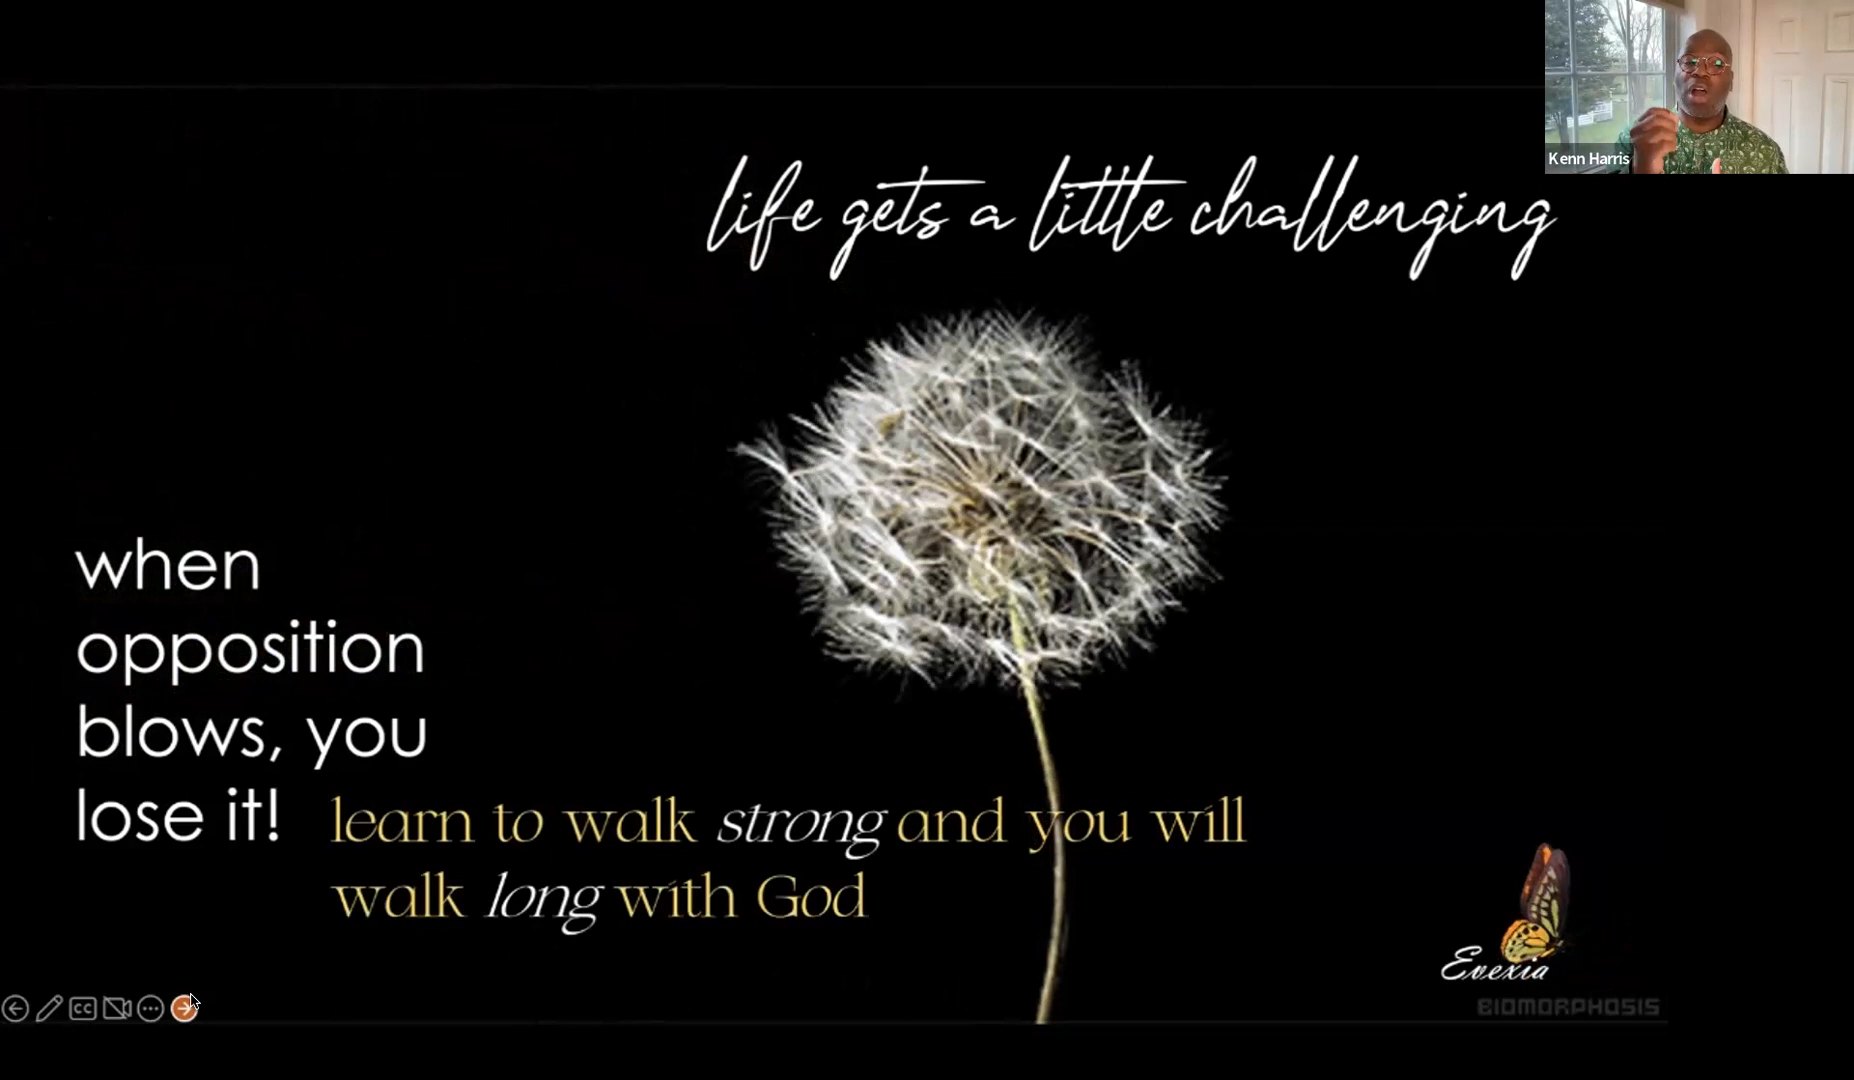 Kenn Harris
life gets a little challenging
when
opposition
blows, you
lose it!
learn to walk strong and you will
walk long with God
Evexia
BIOMORPHOSIS
CC